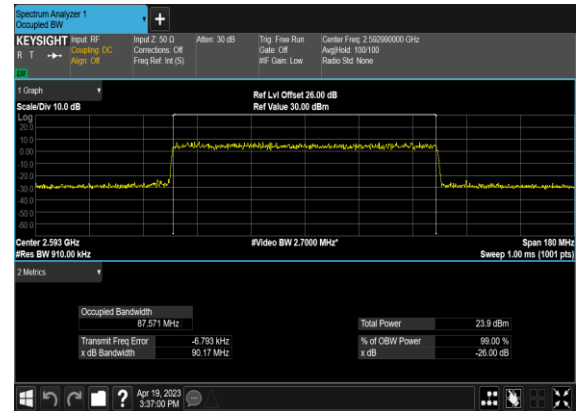 Spectrum Analyzer 1
Occupied BW
+
KEYSIGHT Input: RF Input Z: 50 Ω Atten: 30 dB Trig: Free Run Center Freq: 2.592990000 GHz
R T Coupling: DC Corrections: Off Gate: Off Avg|Hold: 100/100
Align: Off Freq Ref: Int (S) #IF Gain: Low Radio Std: None
1 Graph
Ref Lvl Offset 26.00 dB
Scale/Div 10.0 dB Ref Value 30.00 dBm
Log
20.0
10.0
0.00
-10.0
-20.0
-30.0
-40.0
-50.0
-60.0
Center 2.593 GHz #Video BW 2.7000 MHz* Span 180 MHz
#Res BW 910.00 kHz Sweep 1.00 ms (1001 pts)
2 Metrics
Occupied Bandwidth
87.571 MHz Total Power 23.9 dBm
Transmit Freq Error -6.793 kHz % of OBW Power 99.00 %
x dB Bandwidth 90.17 MHz x dB -26.00 dB
? Apr 19, 2023
3:37:00 PM